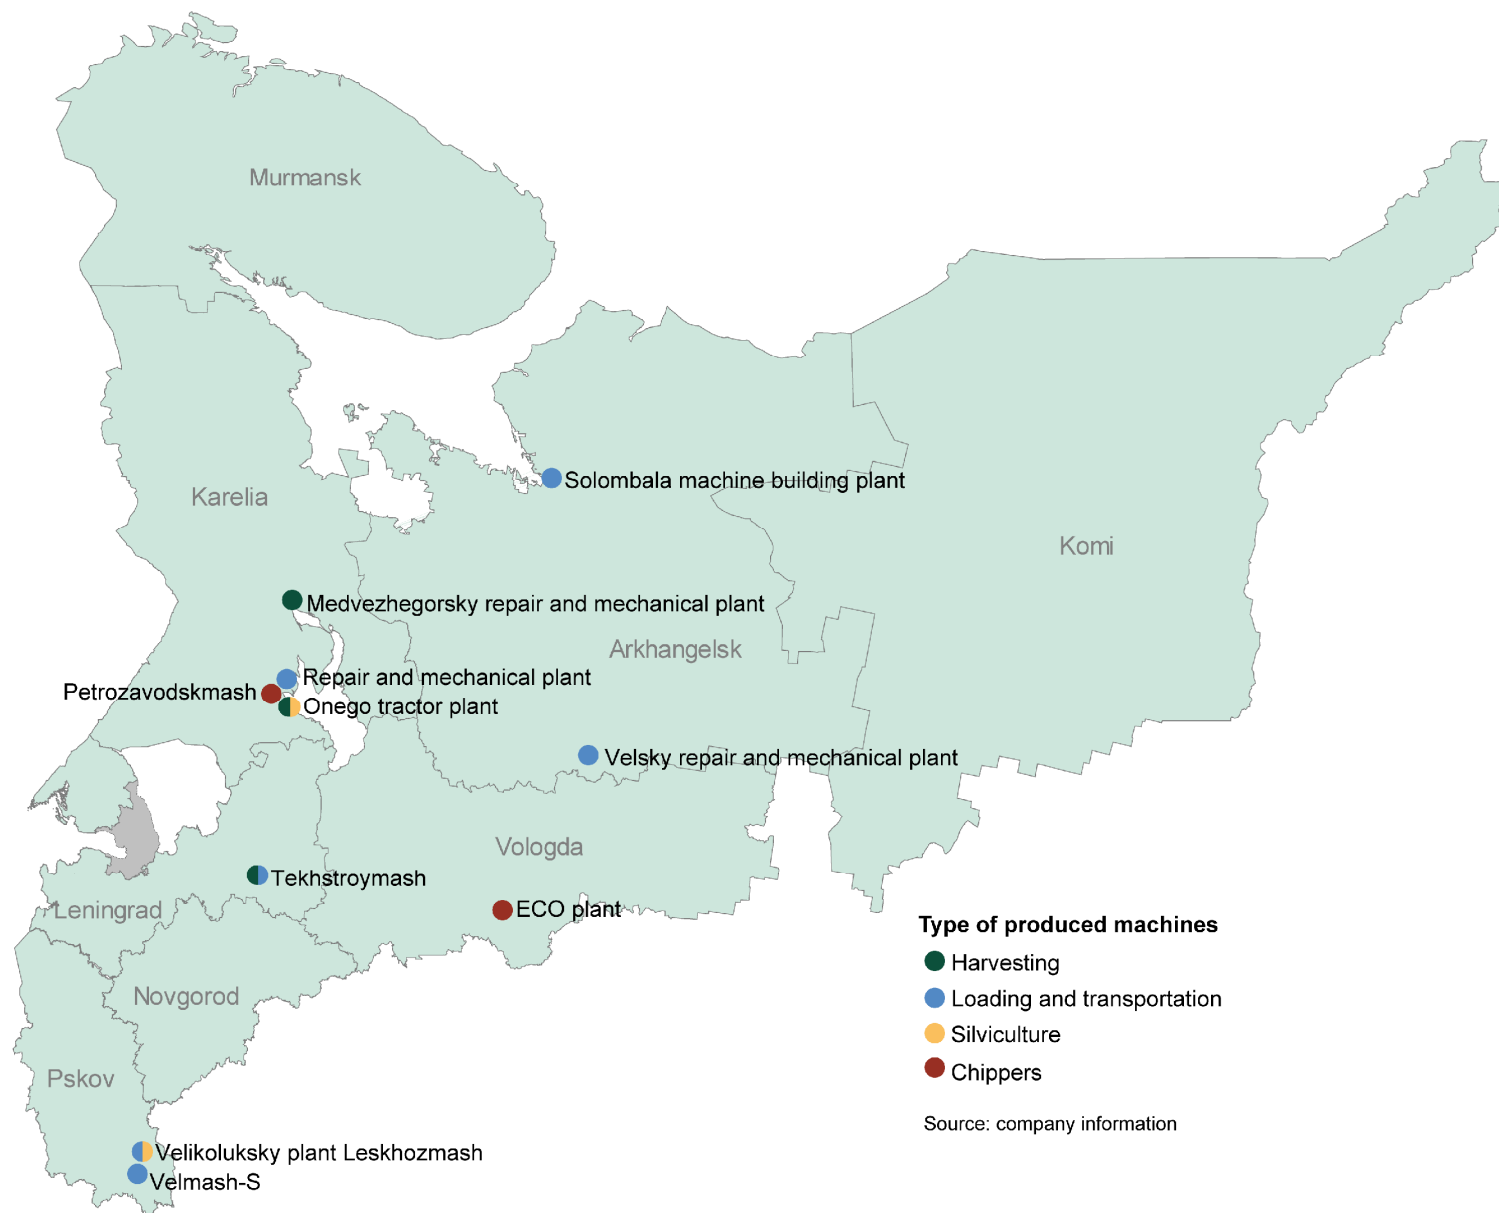 Murmansk
Solombala machine building plant
Karelia
Komi
Medvezhegorsky repair and mechanical plant
Arkhangelsk
Repair and mechanical plant
Petrozavodskmash
Onego tractor plant
Velsky repair and mechanical plant
Vologda
Tekhstroymash
ECO plant
Leningrad
Novgorod
Pskov
Velikoluksky plant Leskhozmash
Velmash-S
Type of produced machines
Harvesting
Loading and transportation
Silviculture
Chippers
Source: company information